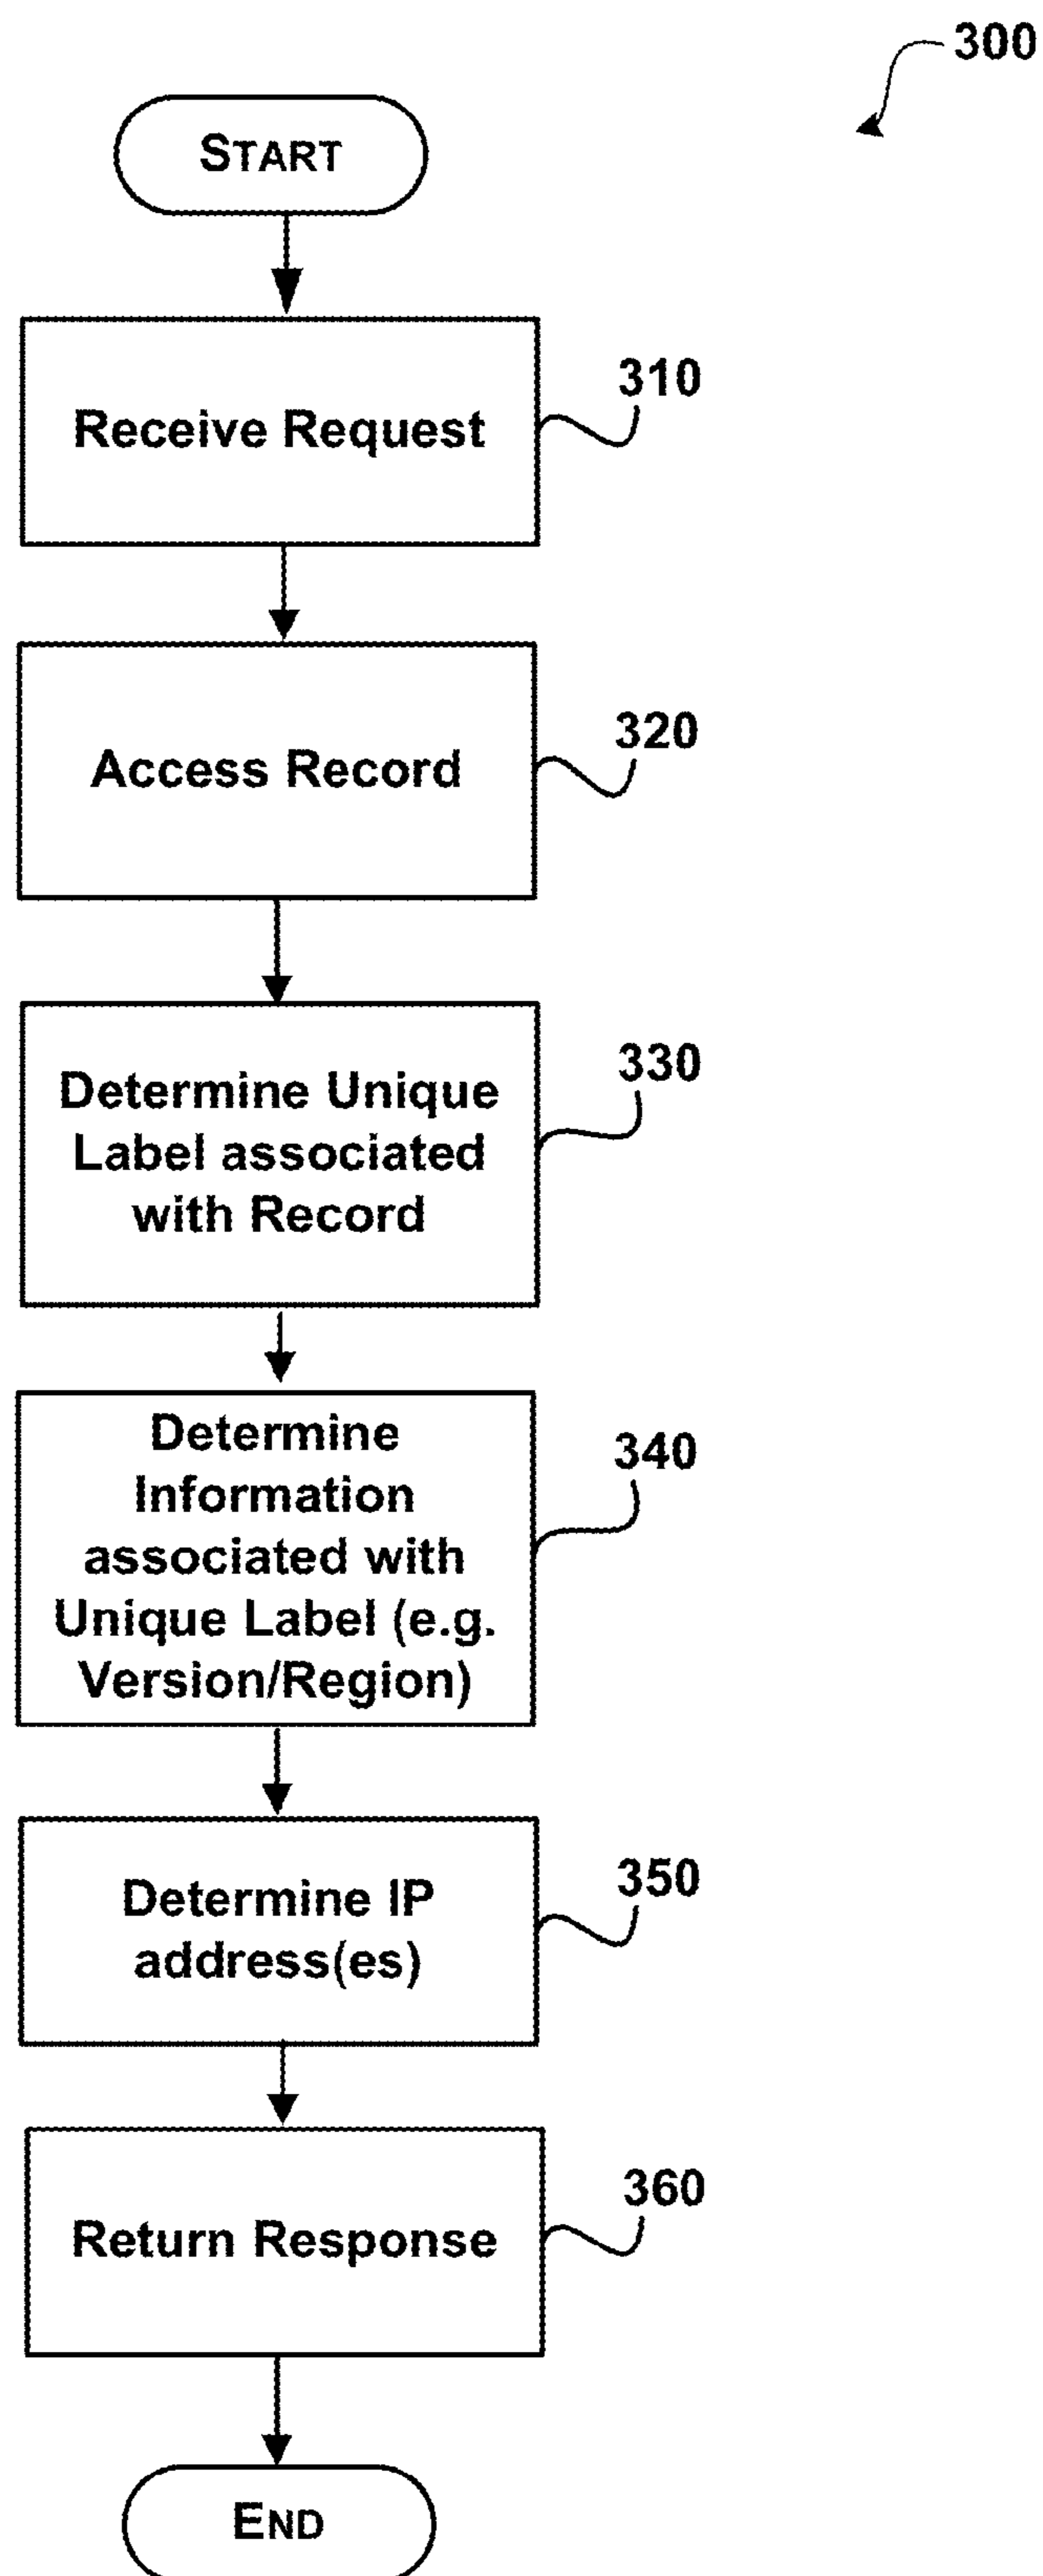 300
START
310
Receive Request
320
Access Record
330
Determine Unique
Label associated
with Record
340
Determine
Information
associated with
Unique Label (e.g.
Version/Region)
350
Determine IP
address(es)
360
Return Response
END